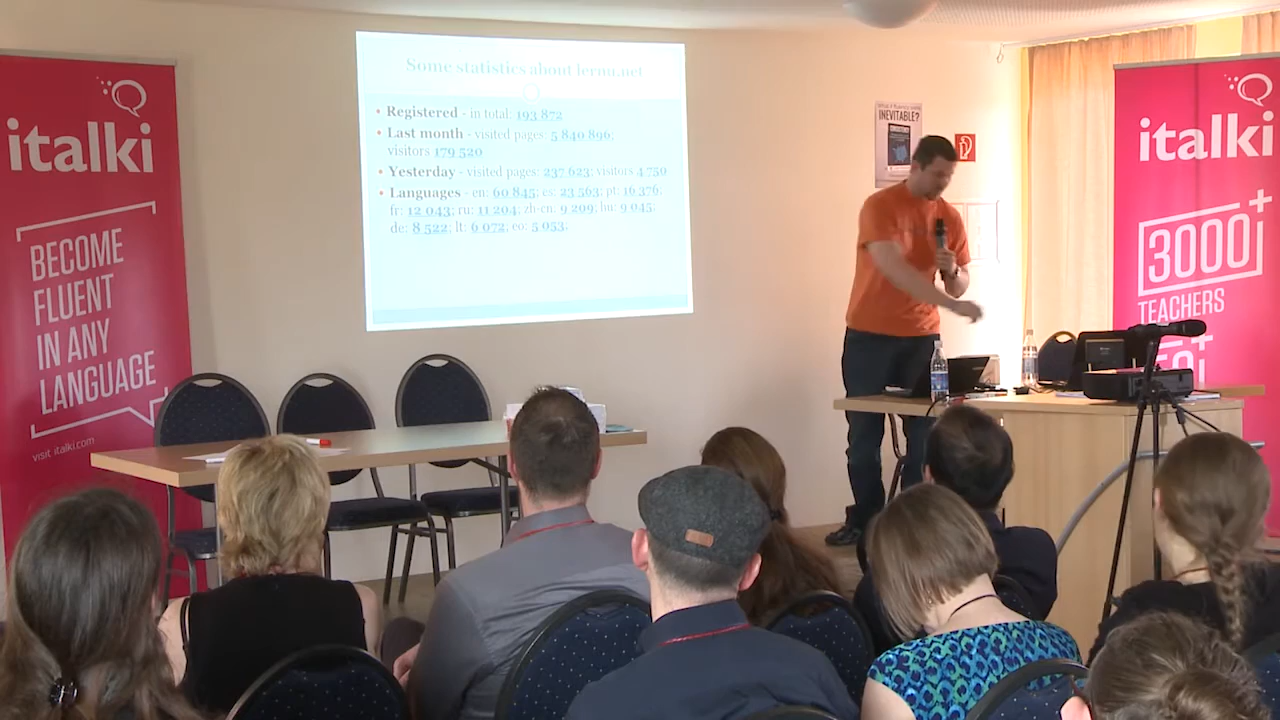 italki
BECOME
FLUENT
IN ANY
LANGUAGE
visit italki.com
Some statistics about lernu.net
• Registered - in total: 193 872
• Last month - visited pages: 5 840 896;
visitors 179 520
• Yesterday - visited pages: 237 623; visitors 4 750
• Languages - en: 60 845; es: 23 563; pt: 16 376;
fr: 12 043; ru: 11 204; zh-cn. 9 209; hu: 9 045;
de: 8 522; lt: 6 072; eo: 5 053.
INEVITABLE?
italki
3000+
TEACHERS